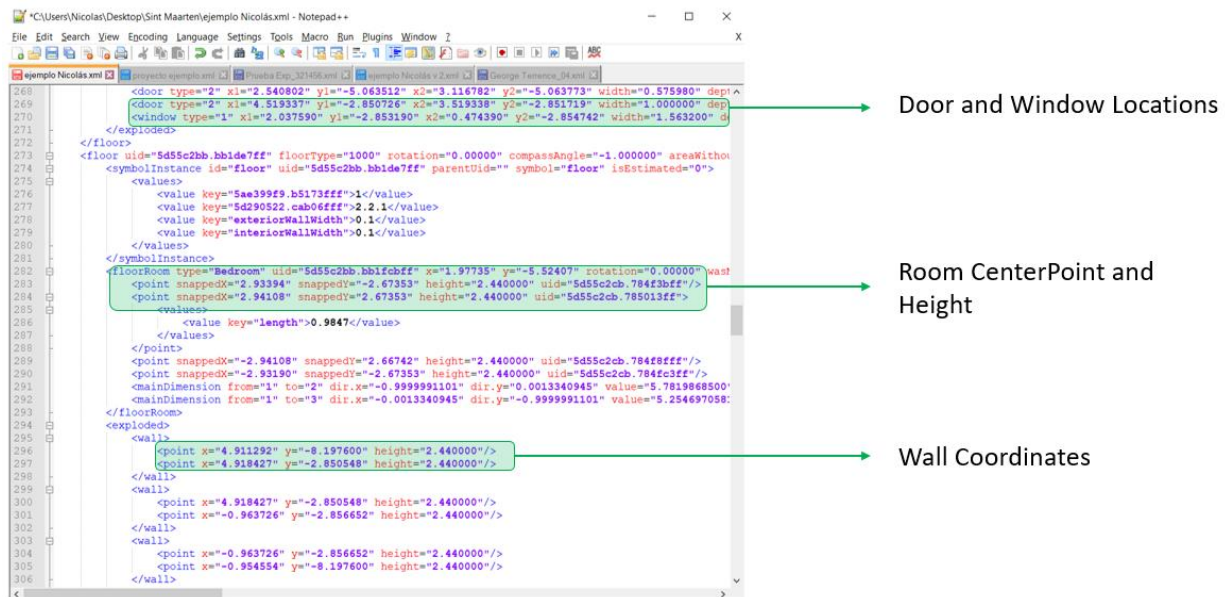 *C:\Users\Nicolas\Desktop\Sint Maarten\ejemplo Nicolás.xml - Notepad++
File Edit Search View Encoding Language Settings Tools Macro Run Plugins Window ? X
ejemplo Nicolás.xml proyecto ejemplo.xml Prueba Exp_321456.xml ejemplo Nicolás v 2.xml George Terrence_04.xml
268 <door type="2" x1="2.540802" y1="-5.063512" x2="3.116782" y2="-5.063773" width="0.575980" dept
269 <door type="2" x1="4.519337" y1="-2.850726" x2="3.519338" y2="-2.851719" width="1.000000" dept
270 <window type="1" x1="2.037590" y1="-2.853190" x2="0.474390" y2="-2.854742" width="1.563200" de
271 </exploded>
272 </floor>
273 <floor uid="5d55c2bb.bb1de7ff" floorType="1000" rotation="0.00000" compassAngle="-1.000000" areaWithou
274 <symbolInstance id="floor" uid="5d55c2bb.bb1de7ff" parentUid="" symbol="floor" isEstimated="0">
275 <values>
276 <value key="5ae399f9.b5173fff">1</value>
277 <value key="5d290522.cab06fff">2.2.1</value>
278 <value key="exteriorWallWidth">0.1</value>
279 <value key="interiorWallWidth">0.1</value>
280 </values>
281 </symbolInstance>
282 <floorRoom type="Bedroom" uid="5d55c2bb.bb1fcbff" x="1.97735" y="-5.52407" rotation="0.00000" wasM
283 <point snappedX="2.93394" snappedY="-2.67353" height="2.440000" uid="5d55c2cb.784f3bff"/>
284 <point snappedX="2.94108" snappedY="2.67353" height="2.440000" uid="5d55c2cb.785013ff">
285 <values>
286 <value key="length">0.9847</value>
287 </values>
288 </point>
289 <point snappedX="-2.94108" snappedY="2.66742" height="2.440000" uid="5d55c2cb.784f8fff"/>
290 <point snappedX="-2.93190" snappedY="-2.67353" height="2.440000" uid="5d55c2cb.784fc3ff"/>
291 <mainDimension from="1" to="2" dir.x="-0.9999991101" dir.y="0.0013340945" value="5.7819868500"
292 <mainDimension from="1" to="3" dir.x="-0.0013340945" dir.y="-0.9999991101" value="5.2546970581
293 </floorRoom>
294 <exploded>
295 <wall>
296 <point x="4.911292" y="-8.197600" height="2.440000"/>
297 <point x="4.918427" y="-2.850548" height="2.440000"/>
298 </wall>
299 <wall>
300 <point x="4.918427" y="-2.850548" height="2.440000"/>
301 <point x="-0.963726" y="-2.856652" height="2.440000"/>
302 </wall>
303 <wall>
304 <point x="-0.963726" y="-2.856652" height="2.440000"/>
305 <point x="-0.954554" y="-8.197600" height="2.440000"/>
306 </wall>
Door and Window Locations
Room CenterPoint and
Height
Wall Coordinates